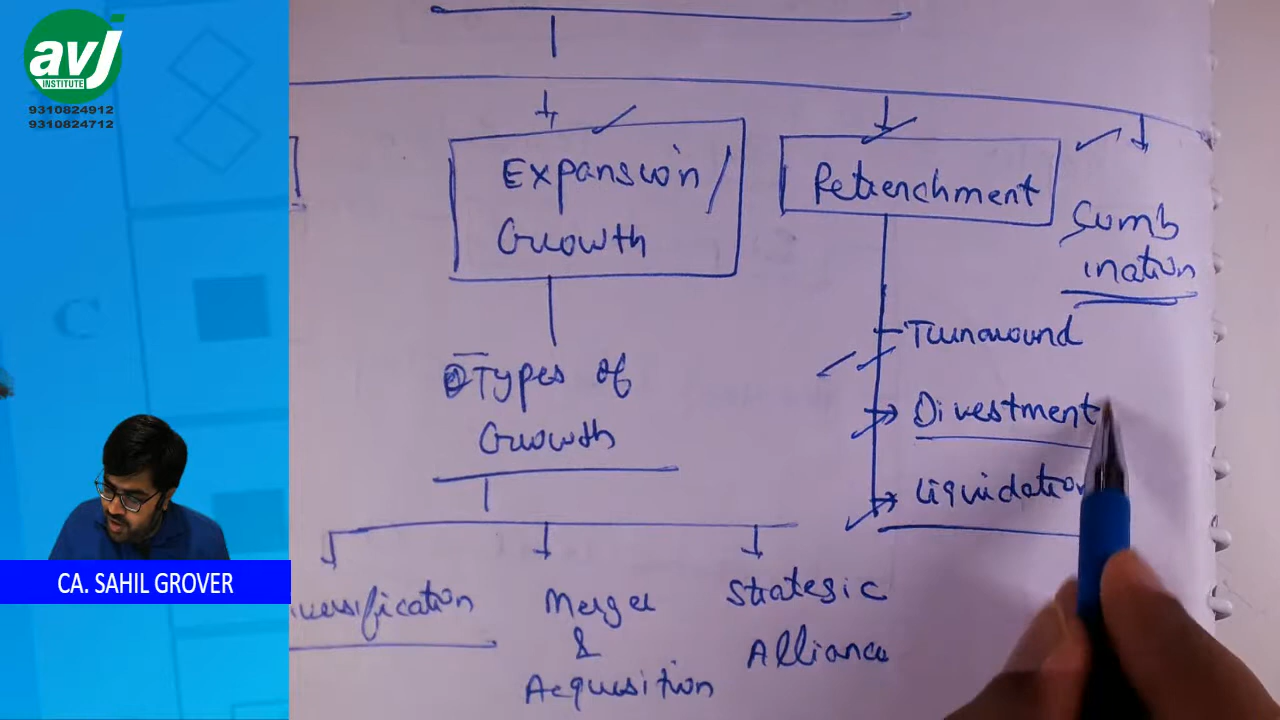 avj
INSTITUTE
9310824912
9310824712
Expansion/
Growth
Retrenchment
Comb
ination
Turnaround
Types of
Growth
Divestment
Liquidation
Merger
&
Acquisition
Strategic
Alliance
CA. SAHIL GROVER